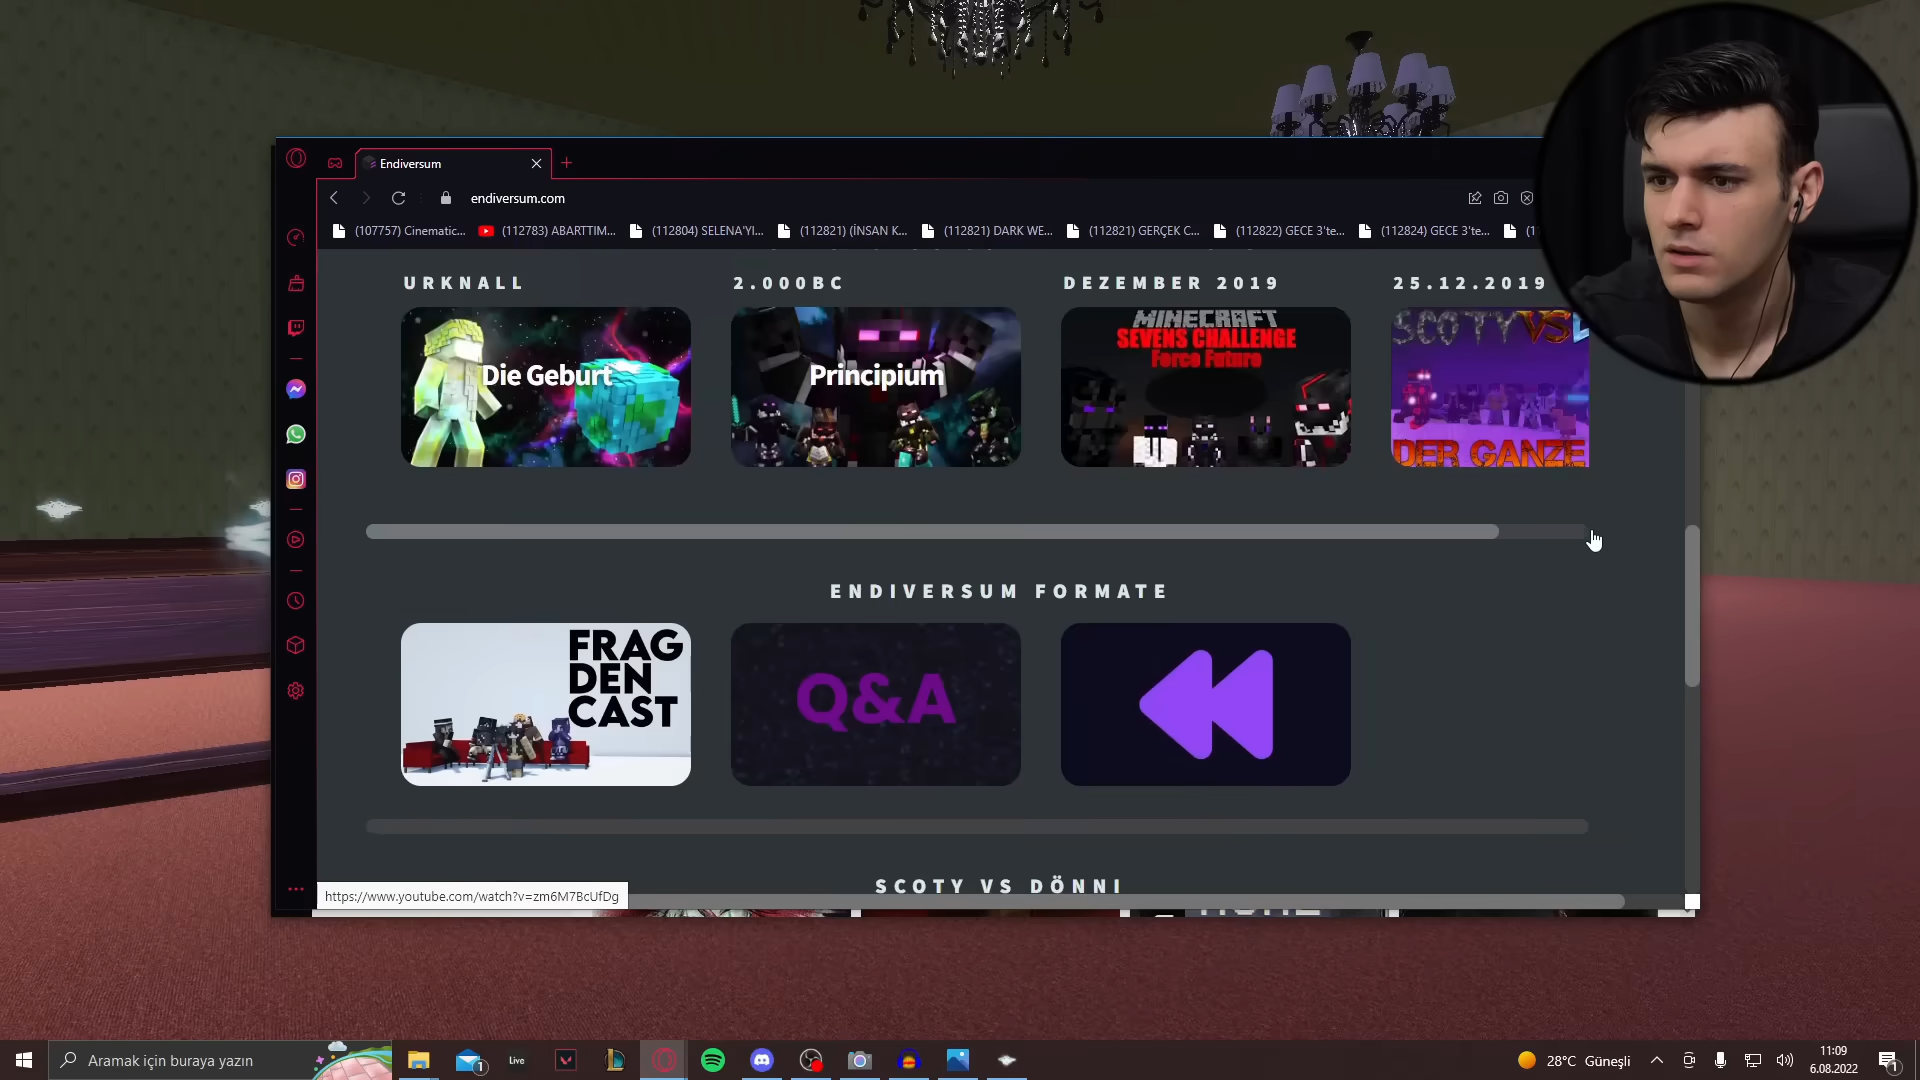 Endiversum
endiversum.com
(107757) Cinematic...
(112783) ABARTTIM...
(112804) SELENA'YI...
(112821) (İNSAN K...
(112821) DARK WE...
(112821) GERÇEK C...
(112822) GECE 3'te...
(112824) GECE 3'te...
URKNALL
2.000BC
DEZEMBER 2019
25.12.2019
Die Geburt
Principium
MINECRAFT
SEVENS CHALLENGE
Force Future
SCOTY VS
DER GANZE
ENDIVERSUM FORMATE
FRAG
DEN
CAST
Q&A
SCOTY VS DÖNNI
https://www.youtube.com/watch?v=zm6M7BcUfDg
Aramak için buraya yazın
1
Live
28°C Güneşli
11:09
6.08.2022
1